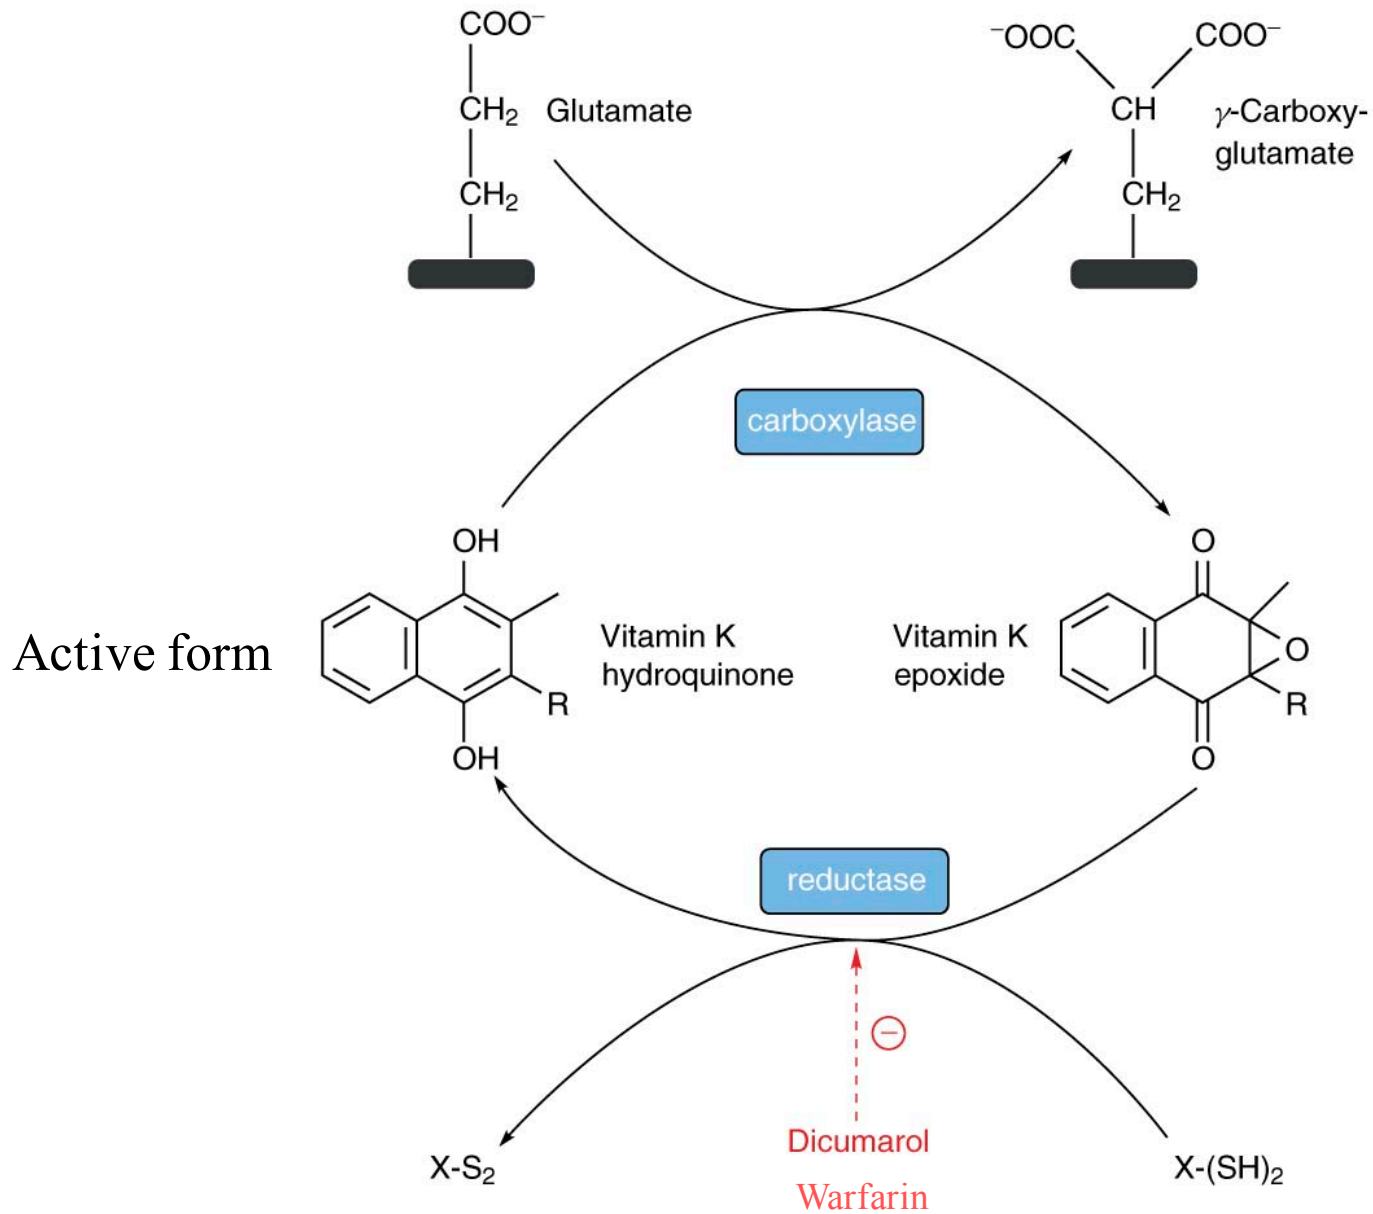 COO⁻
⁻OOC
COO⁻
CH₂
Glutamate
CH
γ-Carboxy-
glutamate
CH₂
CH₂
carboxylase
OH
O
Active form
Vitamin K
hydroquinone
Vitamin K
epoxide
O
R
R
OH
O
reductase
−
Dicumarol
X-S₂
X-(SH)₂
Warfarin